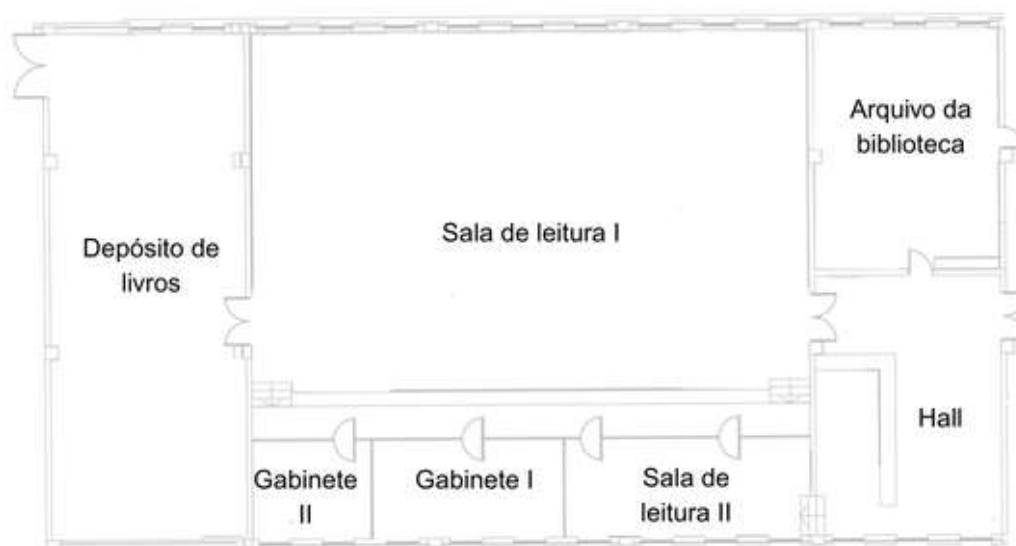 Arquivo da
biblioteca
Sala de leitura I
Depósito de
livros
Hall
Gabinete
II
Gabinete I
Sala de
leitura II